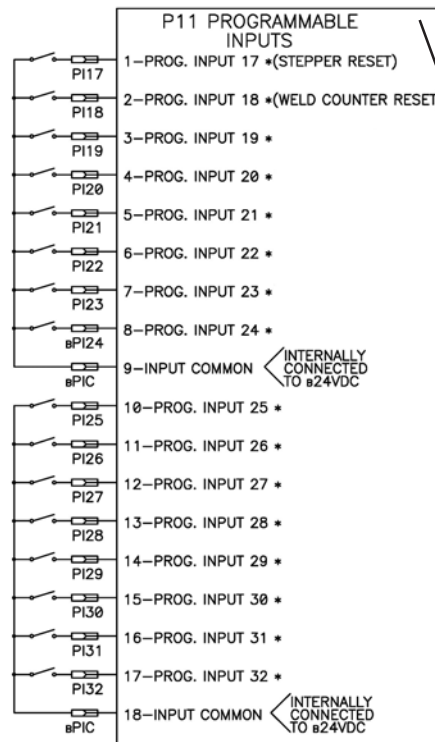 P11 PROGRAMMABLE
INPUTS
PI17 1-PROG. INPUT 17 *(STEPPER RESET)
PI18 2-PROG. INPUT 18 *(WELD COUNTER RESET
PI19 3-PROG. INPUT 19 *
PI20 4-PROG. INPUT 20 *
PI21 5-PROG. INPUT 21 *
PI22 6-PROG. INPUT 22 *
PI23 7-PROG. INPUT 23 *
BPI24 8-PROG. INPUT 24 *
BPIC 9-INPUT COMMON
INTERNALLY
CONNECTED
TO B24VDC
PI25 10-PROG. INPUT 25 *
PI26 11-PROG. INPUT 26 *
PI27 12-PROG. INPUT 27 *
PI28 13-PROG. INPUT 28 *
PI29 14-PROG. INPUT 29 *
PI30 15-PROG. INPUT 30 *
PI31 16-PROG. INPUT 31 *
PI32 17-PROG. INPUT 32 *
BPIC 18-INPUT COMMON
INTERNALLY
CONNECTED
TO B24VDC